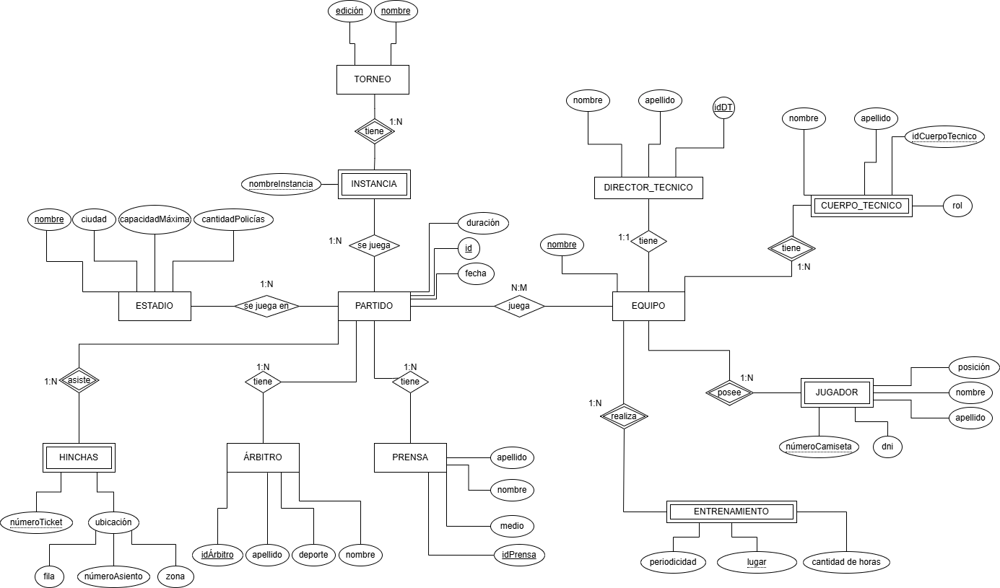 edición
nombre
TORNEO
1:N
tiene
nombreInstancia
INSTANCIA
nombre
apellido
idDT
DIRECTOR_TECNICO
nombre
apellido
idCuerpoTecnico
CUERPO_TECNICO
rol
nombre
ciudad
capacidadMáxima
cantidadPolicías
1:N
se juega
duración
id
fecha
1:1
tiene
nombre
tiene
1:N
ESTADIO
1:N
se juega en
PARTIDO
N:M
juega
EQUIPO
1:N
asiste
1:N
tiene
1:N
tiene
1:N
realiza
1:N
posee
JUGADOR
posición
nombre
apellido
númeroCamiseta
dni
HINCHAS
ÁRBITRO
PRENSA
apellido
nombre
medio
idPrensa
númeroTicket
ubicación
fila
númeroAsiento
zona
idÁrbitro
apellido
deporte
nombre
ENTRENAMIENTO
periodicidad
lugar
cantidad de horas